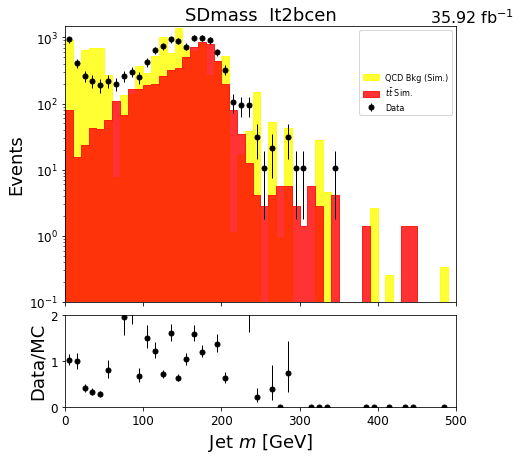 SDmass It2bcen
35.92 fb⁻¹
QCD Bkg (Sim.)
tt̄ Sim.
Data
Events
10³
10²
10¹
10⁰
10⁻¹
Data/MC
2
1
0
0 100 200 300 400 500
Jet m [GeV]